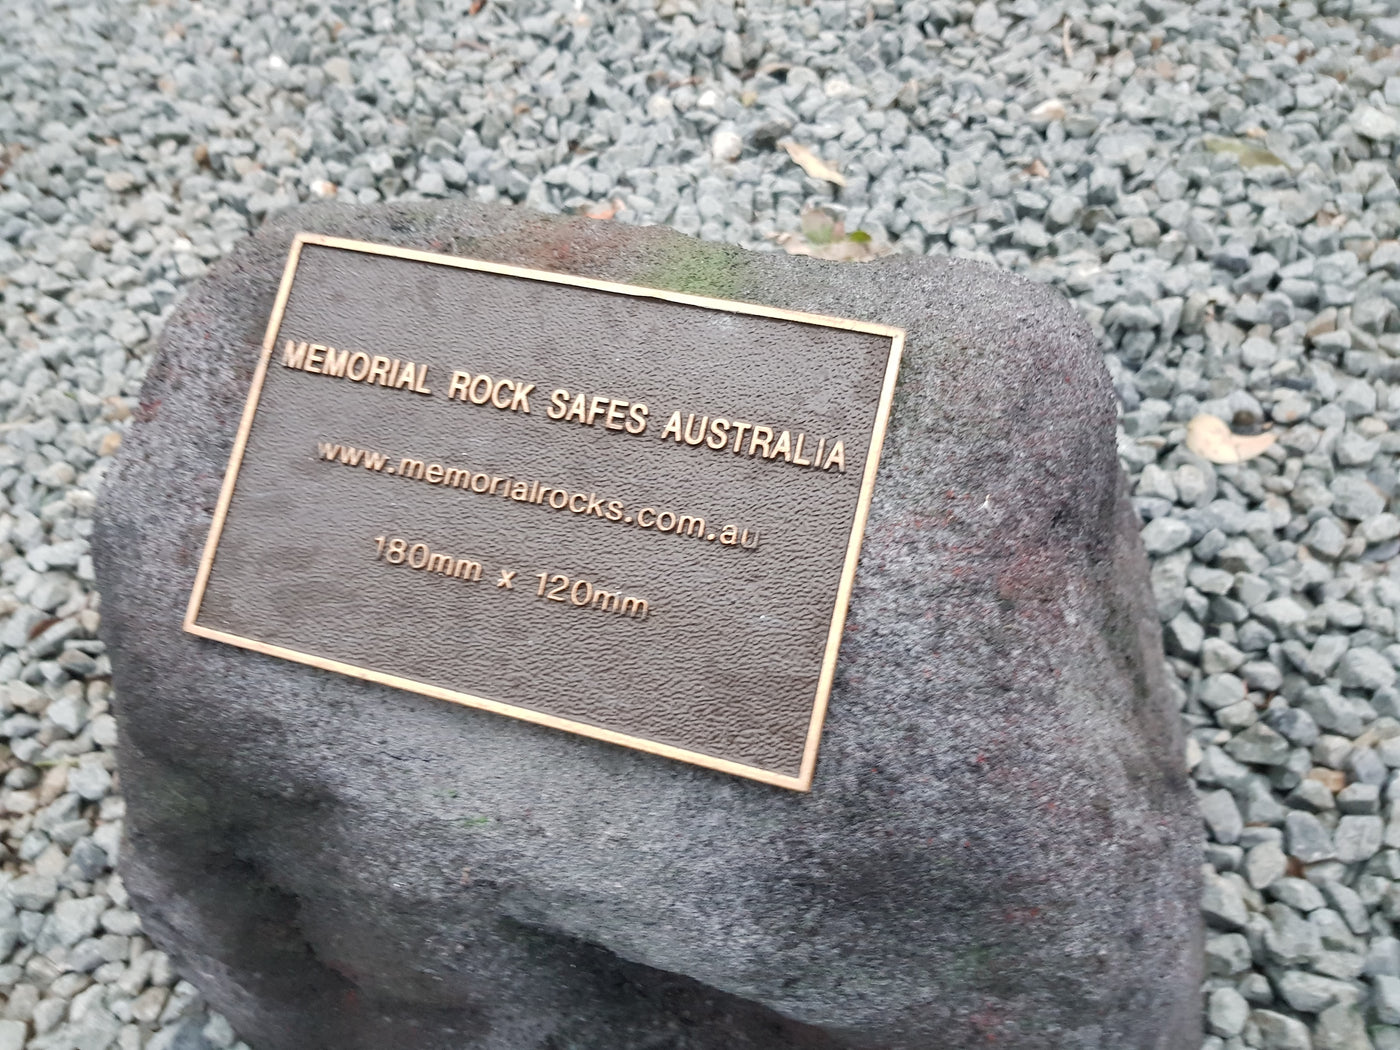 MEMORIAL ROCK SAFES AUSTRALIA
www.memorialrocks.com.au
180mm x 120mm